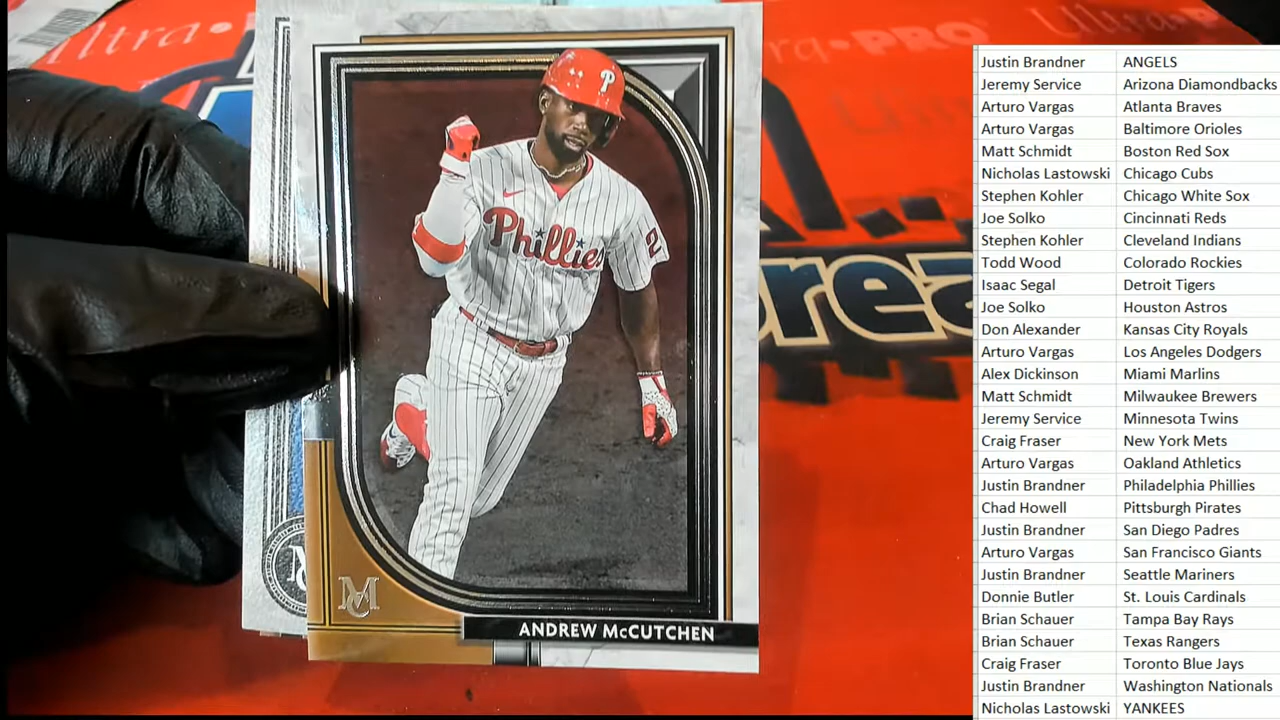 Ultra•PRO
Ultra•PRO
P
Phillies
2
MC
ANDREW McCUTCHEN
Justin Brandner ANGELS
Jeremy Service Arizona Diamondbacks
Arturo Vargas Atlanta Braves
Arturo Vargas Baltimore Orioles
Matt Schmidt Boston Red Sox
Nicholas Lastowski Chicago Cubs
Stephen Kohler Chicago White Sox
Joe Solko Cincinnati Reds
Stephen Kohler Cleveland Indians
Todd Wood Colorado Rockies
Isaac Segal Detroit Tigers
Joe Solko Houston Astros
Don Alexander Kansas City Royals
Arturo Vargas Los Angeles Dodgers
Alex Dickinson Miami Marlins
Matt Schmidt Milwaukee Brewers
Jeremy Service Minnesota Twins
Craig Fraser New York Mets
Arturo Vargas Oakland Athletics
Justin Brandner Philadelphia Phillies
Chad Howell Pittsburgh Pirates
Justin Brandner San Diego Padres
Arturo Vargas San Francisco Giants
Justin Brandner Seattle Mariners
Donnie Butler St. Louis Cardinals
Brian Schauer Tampa Bay Rays
Brian Schauer Texas Rangers
Craig Fraser Toronto Blue Jays
Justin Brandner Washington Nationals
Nicholas Lastowski YANKEES